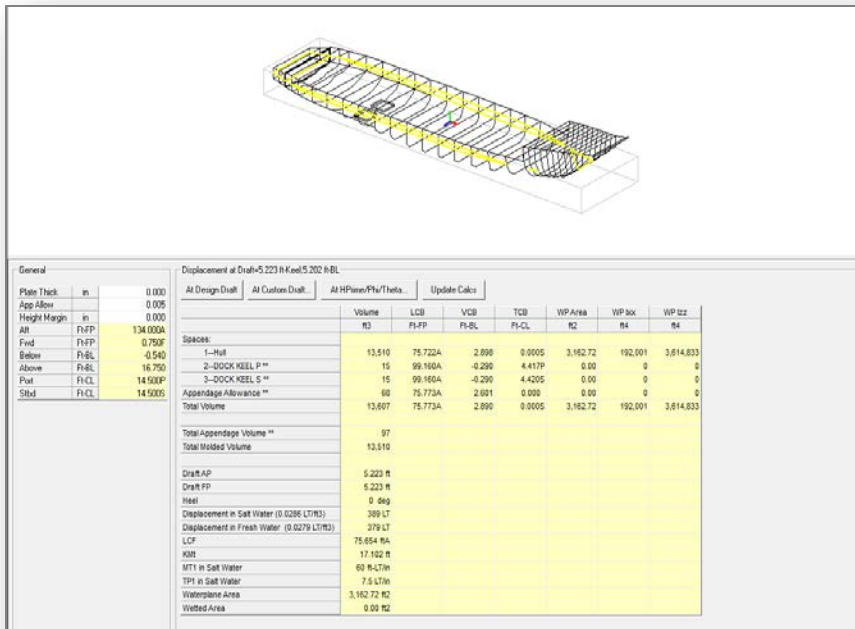 General
Plate Thick in 0.000
App Allow 0.005
Height Margin in 0.000
Aft Ft-FP 134.000A
Fwd Ft-FP 0.750F
Below Ft-BL -0.540
Above Ft-BL 16.750
Port Ft-CL 14.500P
Stbd Ft-CL 14.500S
Displacement at Draft=5.223 ft-Keel,5.202 ft-BL
At Design Draft At Custom Draft... At HPrime/Phi/Theta... Update Calcs
Volume LCB VCB TCB WP Area WP Ixx WP Izz
ft3 Ft-FP Ft-BL Ft-CL ft2 ft4 ft4
Spaces:
1--Hull 13,510 75.722A 2.898 0.000S 3,162.72 192,001 3,614,833
2--DOCK KEEL P ** 15 99.160A -0.290 4.417P 0.00 0 0
3--DOCK KEEL S ** 15 99.160A -0.290 4.420S 0.00 0 0
Appendage Allowance ** 68 75.773A 2.601 0.000 0.00 0 0
Total Volume 13,607 75.773A 2.890 0.000S 3,162.72 192,001 3,614,833
Total Appendage Volume ** 97
Total Molded Volume 13,510
Draft AP 5.223 ft
Draft FP 5.223 ft
Heel 0 deg
Displacement in Salt Water (0.0286 LT/ft3) 389 LT
Displacement in Fresh Water (0.0279 LT/ft3) 379 LT
LCF 75.654 ftA
KMt 17.102 ft
MT1 in Salt Water 60 ft-LT/in
TP1 in Salt Water 7.5 LT/in
Waterplane Area 3,162.72 ft2
Wetted Area 0.00 ft2